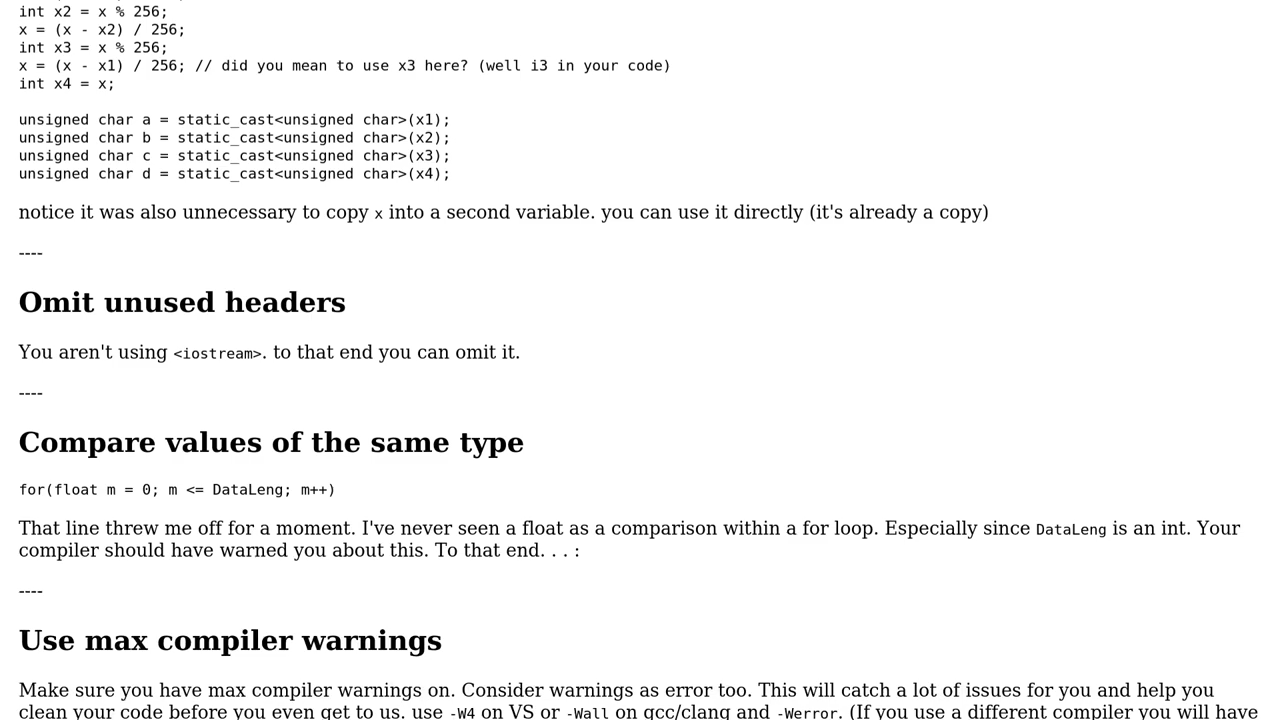 int x2 = x % 256;
x = (x - x2) / 256;
int x3 = x % 256;
x = (x - x1) / 256; // did you mean to use x3 here? (well i3 in your code)
int x4 = x;
unsigned char a = static_cast<unsigned char>(x1);
unsigned char b = static_cast<unsigned char>(x2);
unsigned char c = static_cast<unsigned char>(x3);
unsigned char d = static_cast<unsigned char>(x4);
notice it was also unnecessary to copy x into a second variable. you can use it directly (it's already a copy)
----
Omit unused headers
You aren't using <iostream>. to that end you can omit it.
----
Compare values of the same type
for(float m = 0; m <= DataLeng; m++)
That line threw me off for a moment. I've never seen a float as a comparison within a for loop. Especially since DataLeng is an int. Your
compiler should have warned you about this. To that end. . . :
----
Use max compiler warnings
Make sure you have max compiler warnings on. Consider warnings as error too. This will catch a lot of issues for you and help you
clean your code before you even get to us. use -W4 on VS or -Wall on gcc/clang and -Werror. (If you use a different compiler you will have